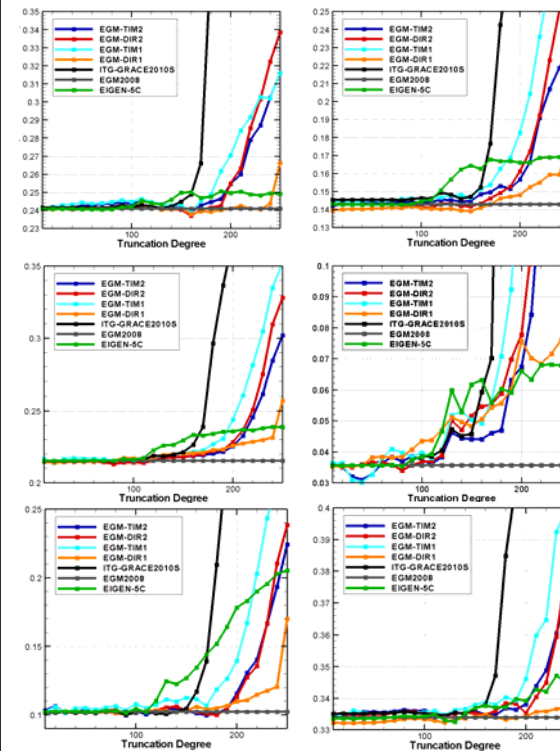 0.35
0.3
0.29
0.28
0.27
0.26
0.25
0.24
0.23
EGM-TIM2
EGM-DIR2
EGM-TIM1
EGM-DIR1
ITG-GRACE2010S
EGM2008
EIGEN-5C
100
200
Truncation Degree
0.25
0.24
0.23
0.22
0.21
0.2
0.19
0.18
0.17
0.16
0.15
0.14
0.13
EGM-TIM2
EGM-DIR2
EGM-TIM1
EGM-DIR1
ITG-GRACE2010S
EGM2008
EIGEN-5C
100
200
Truncation Degree
0.35
0.3
0.25
0.2
EGM-TIM2
EGM-DIR2
EGM-TIM1
EGM-DIR1
ITG-GRACE2010S
EGM2008
EIGEN-5C
100
200
Truncation Degree
0.1
0.09
0.08
0.07
0.06
0.05
0.04
0.03
EGM-TIM2
EGM-DIR2
EGM-TIM1
EGM-DIR1
ITG-GRACE2010S
EGM2008
EIGEN-5C
100
200
Truncation Degree
0.25
0.2
0.15
0.1
EGM-TIM2
EGM-DIR2
EGM-TIM1
EGM-DIR1
ITG-GRACE2010S
EGM2008
EIGEN-5C
100
200
Truncation Degree
0.4
0.39
0.38
0.37
0.36
0.35
0.34
0.33
EGM-TIM2
EGM-DIR2
EGM-TIM1
EGM-DIR1
ITG-GRACE2010S
EGM2008
EIGEN-5C
100
200
Truncation Degree